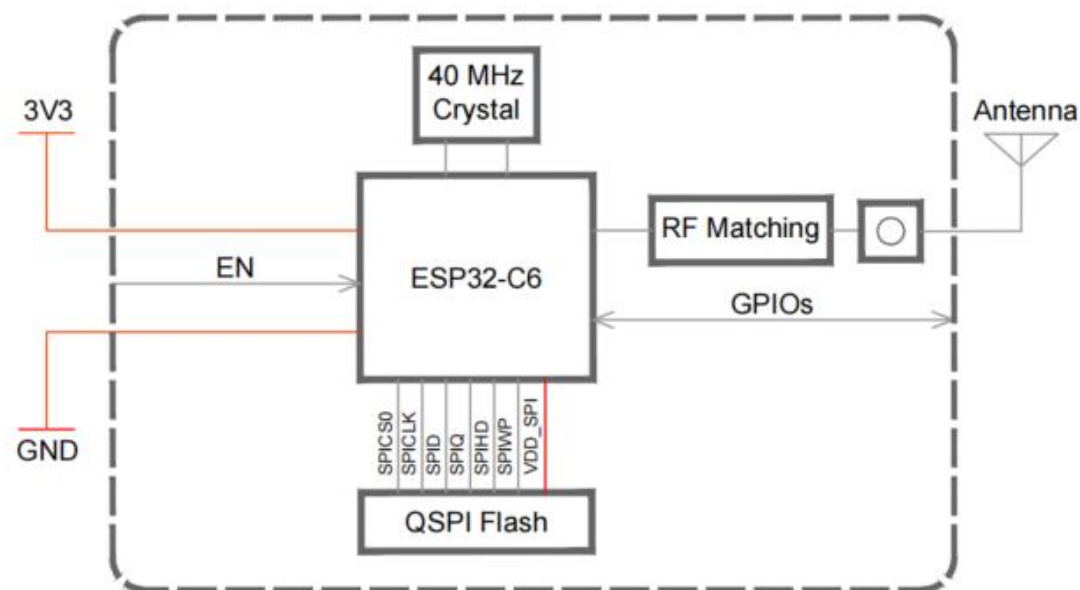 40 MHz
Crystal
3V3
Antenna
RF Matching
EN
ESP32-C6
GPIOs
GND
SPICS0
SPICLK
SPID
SPIQ
SPIHD
SPIWP
VDD_SPI
QSPI Flash